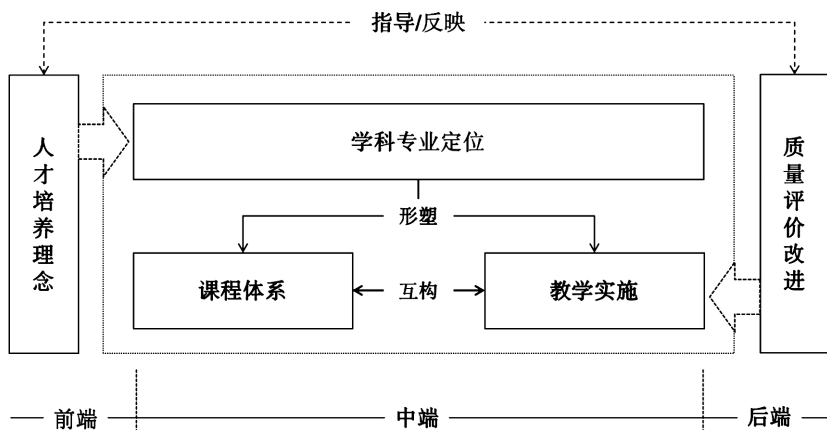 指导/反映
人才培养理念
学科专业定位
质量评价改进
形塑
课程体系
互构
教学实施
前端
中端
后端